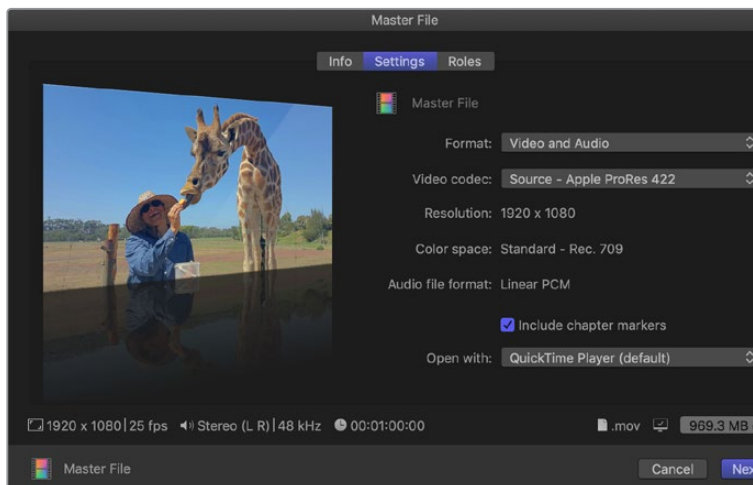 Master File
Info Settings Roles
Master File
Format: Video and Audio
Video codec: Source - Apple ProRes 422
Resolution: 1920 x 1080
Color space: Standard - Rec. 709
Audio file format: Linear PCM
Include chapter markers
Open with: QuickTime Player (default)
1920 x 1080 | 25 fps Stereo (L R) | 48 kHz 00:01:00:00 .mov 969.3 MB
Master File Cancel Nex